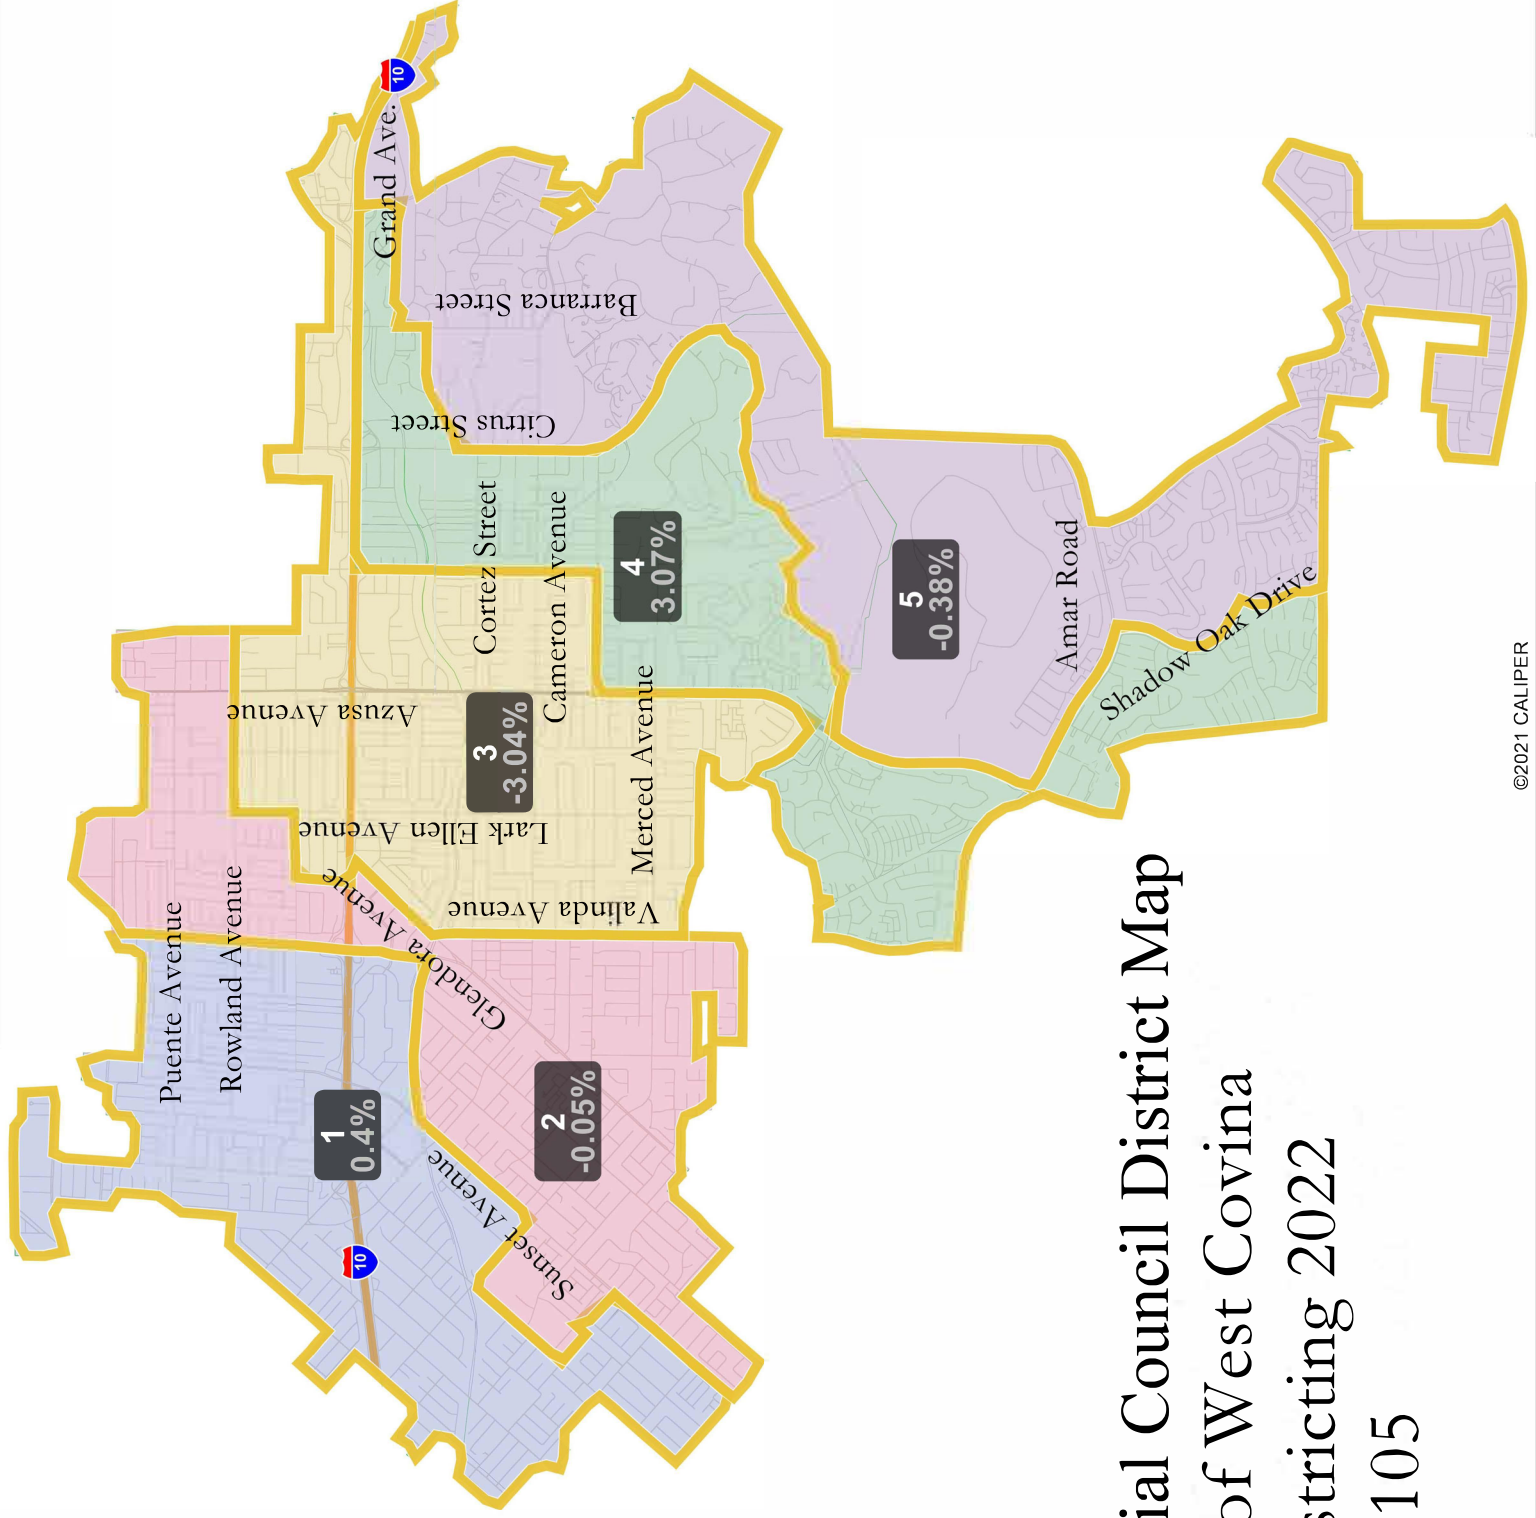 10
Grand Ave.
Barranca Street
Citrus Street
Cortez Street
Cameron Avenue
4
3.07%
5
-0.38%
Amar Road
Shadow Oak Drive
Azusa Avenue
3
-3.04%
Merced Avenue
Lark Ellen Avenue
Valinda Avenue
Glendora Avenue
Puente Avenue
Rowland Avenue
1
0.4%
2
-0.05%
Sunset Avenue
10
ial Council District Map
of West Covina
stricting 2022
105
©2021 CALIPER